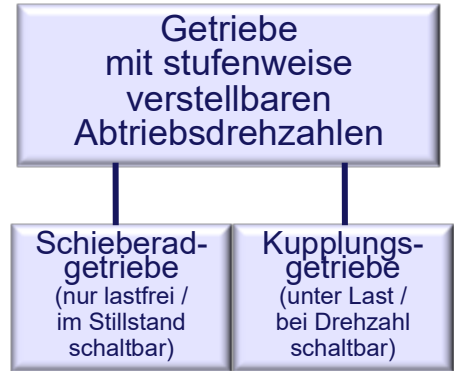 Getriebe
mit stufenweise
verstellbaren
Abtriebsdrehzahlen
Schieberad-
getriebe
(nur lastfrei /
im Stillstand
schaltbar)
Kupplungs-
getriebe
(unter Last /
bei Drehzahl
schaltbar)